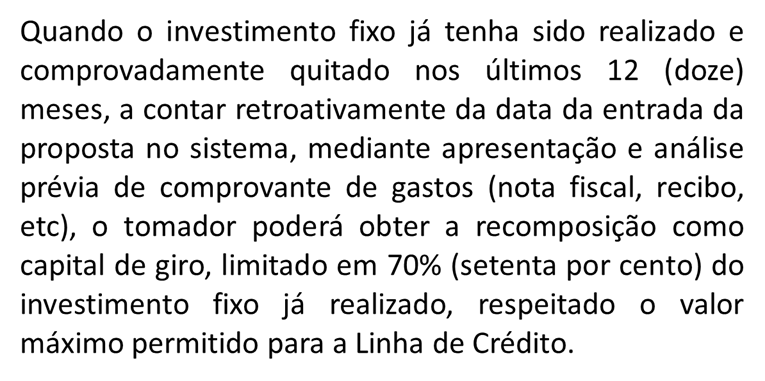 Quando o investimento fixo já tenha sido realizado e
comprovadamente quitado nos últimos 12 (doze)
meses, a contar retroativamente da data da entrada da
proposta no sistema, mediante apresentação e análise
prévia de comprovante de gastos (nota fiscal, recibo,
etc), o tomador poderá obter a recomposição como
capital de giro, limitado em 70% (setenta por cento) do
investimento fixo já realizado, respeitado o valor
máximo permitido para a Linha de Crédito.